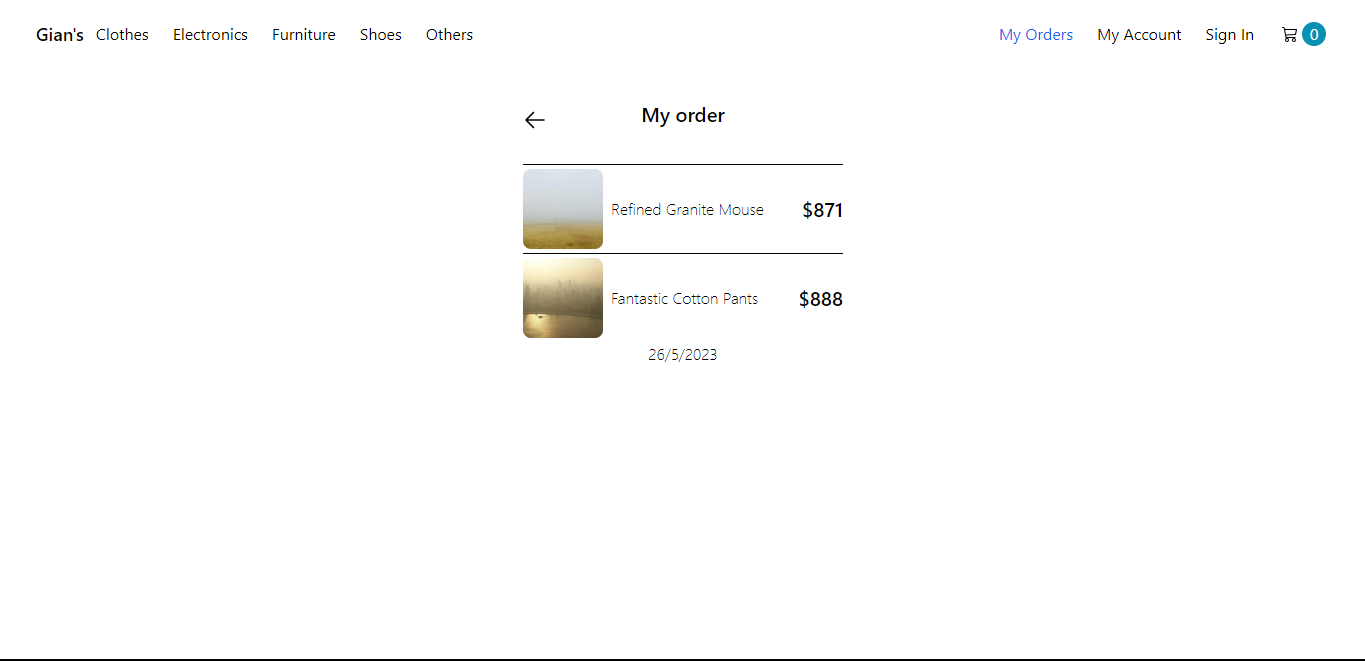 Gian's Clothes Electronics Furniture Shoes Others My Orders My Account Sign In 0
My order
Refined Granite Mouse $871
Fantastic Cotton Pants $888
26/5/2023